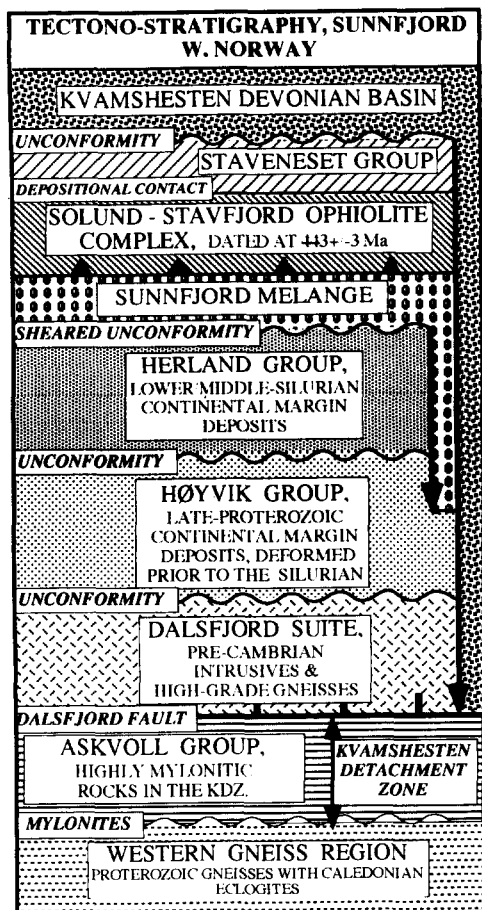 TECTONO-STRATIGRAPHY, SUNNFJORD
W. NORWAY
KVAMSHESTEN DEVONIAN BASIN
UNCONFORMITY
STAVENESET GROUP
DEPOSITIONAL CONTACT
SOLUND - STAVFJORD OPHIOLITE
COMPLEX, DATED AT 443+-3 Ma
SUNNFJORD MELANGE
SHEARED UNCONFORMITY
HERLAND GROUP,
LOWER MIDDLE-SILURIAN
CONTINENTAL MARGIN
DEPOSITS
UNCONFORMITY
HØYVIK GROUP,
LATE-PROTEROZOIC
CONTINENTAL MARGIN
DEPOSITS, DEFORMED
PRIOR TO THE SILURIAN
UNCONFORMITY
DALSFJORD SUITE,
PRE-CAMBRIAN
INTRUSIVES &
HIGH-GRADE GNEISSES
DALSFJORD FAULT
ASKVOLL GROUP,
HIGHLY MYLONITIC
ROCKS IN THE KDZ.
KVAMSHESTEN
DETACHMENT
ZONE
MYLONITES
WESTERN GNEISS REGION
PROTEROZOIC GNEISSES WITH CALEDONIAN
ECLOGITES